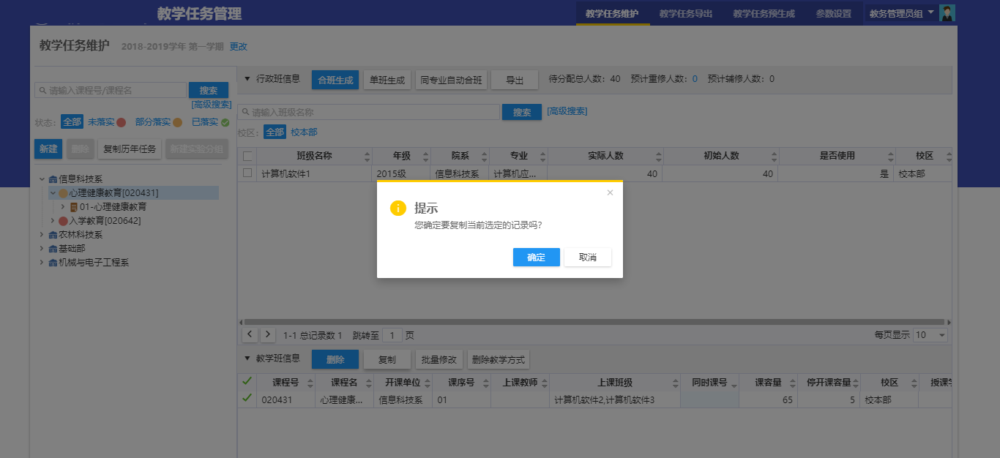 教学任务管理
教学任务维护 教学任务导出 教学任务预生成 参数设置 教务管理员组
教学任务维护 2018-2019学年 第一学期 更改
行政班信息 合班生成 单班生成 同专业自动合班 导出 待分配总人数: 40 预计重修人数: 0 预计辅修人数: 0
请输入课程号/课程名 搜索
[高级搜索]
状态: 全部 未落实 部分落实 已落实
新建 删除 复制历年任务 新建实验分组
信息科技系
心理健康教育[020431]
01-心理健康教育
入学教育[020642]
农林科技系
基础部
机械与电子工程系
请输入班级名称 搜索 [高级搜索]
校区: 全部 校本部
班级名称 年级 院系 专业 实际人数 初始人数 是否使用 校区
计算机软件1 2015级 信息科技系 计算机应... 40 40 是 校本部
提示
您确定要复制当前选定的记录吗?
确定 取消
1-1 总记录数 1 跳转至 1 页 每页显示 10
教学班信息 删除 复制 批量修改 删除教学方式
课程号 课程名 开课单位 课序号 上课教师 上课班级 同时课号 课容量 停开课容量 校区 授课
020431 心理健康... 信息科技系 01 计算机软件2,计算机软件3 65 5 校本部